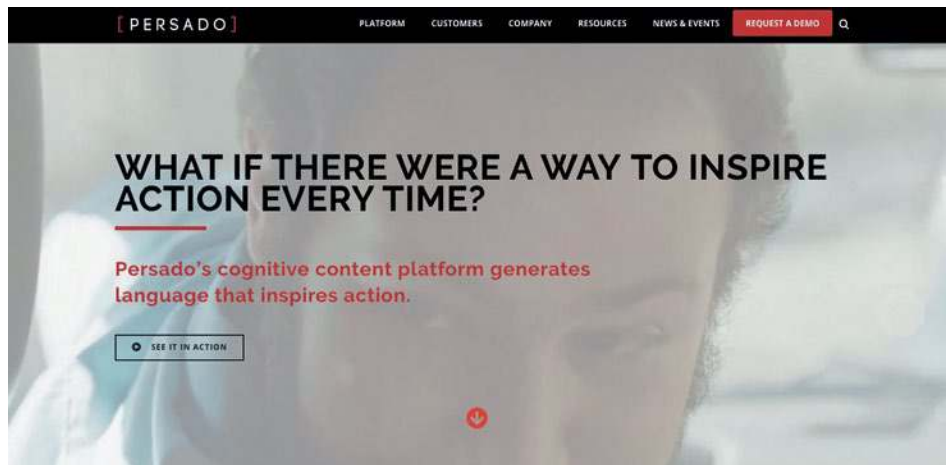 [PERSADO]
PLATFORM CUSTOMERS COMPANY RESOURCES NEWS & EVENTS REQUEST A DEMO
WHAT IF THERE WERE A WAY TO INSPIRE
ACTION EVERY TIME?
Persado's cognitive content platform generates
language that inspires action.
SEE IT IN ACTION